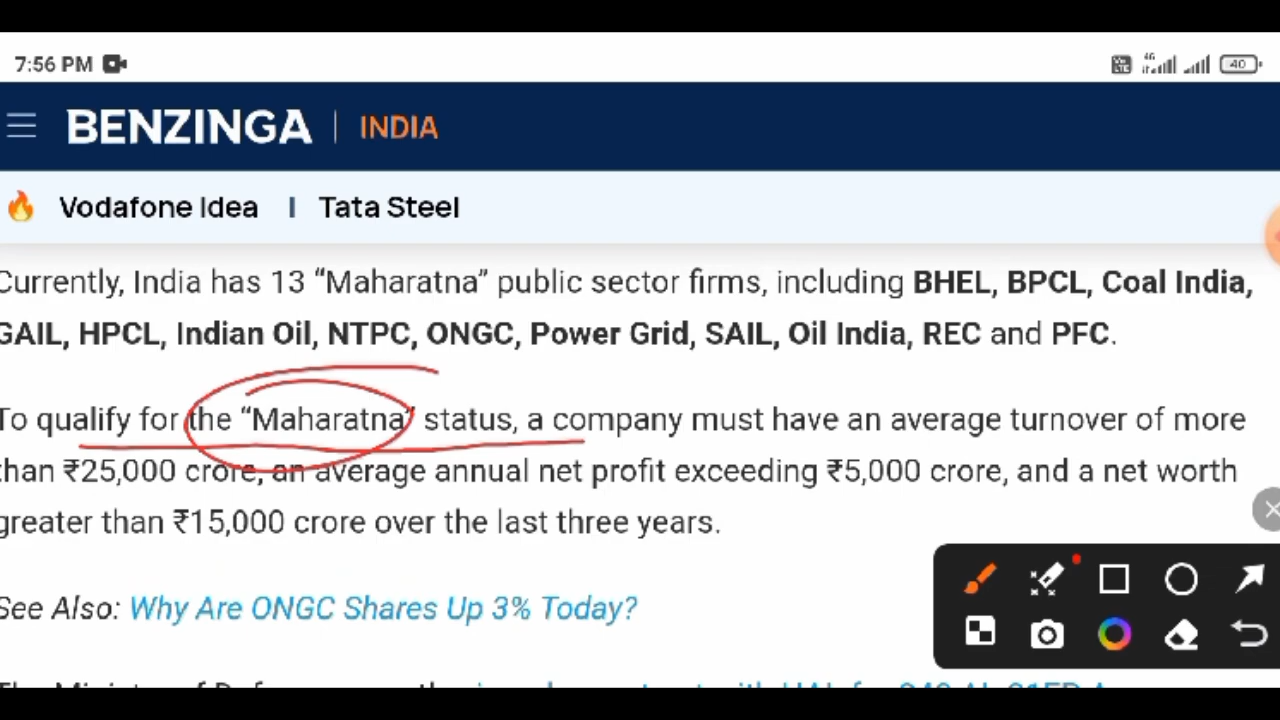 7:56 PM 4G 40
BENZINGA | INDIA
Vodafone Idea | Tata Steel
Currently, India has 13 “Maharatna” public sector firms, including BHEL, BPCL, Coal India,
GAIL, HPCL, Indian Oil, NTPC, ONGC, Power Grid, SAIL, Oil India, REC and PFC.
To qualify for the “Maharatna” status, a company must have an average turnover of more
than ₹25,000 crore, an average annual net profit exceeding ₹5,000 crore, and a net worth
greater than ₹15,000 crore over the last three years.
See Also: Why Are ONGC Shares Up 3% Today?